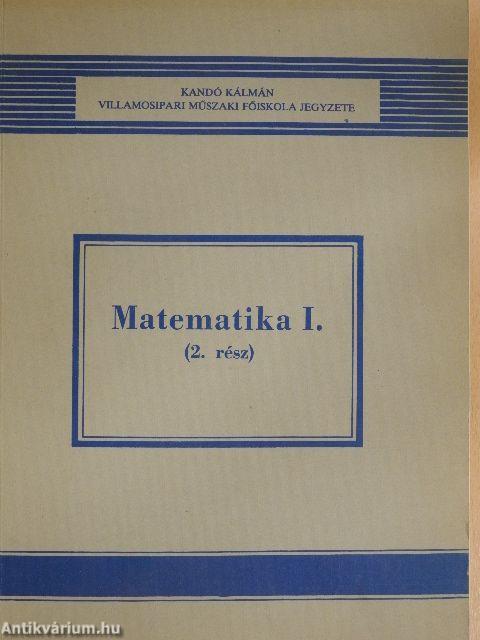 KANDÓ KÁLMÁN
VILLAMOSIPARI MŰSZAKI FŐISKOLA JEGYZETE
Matematika I.
(2. rész)
Antikvárium.hu